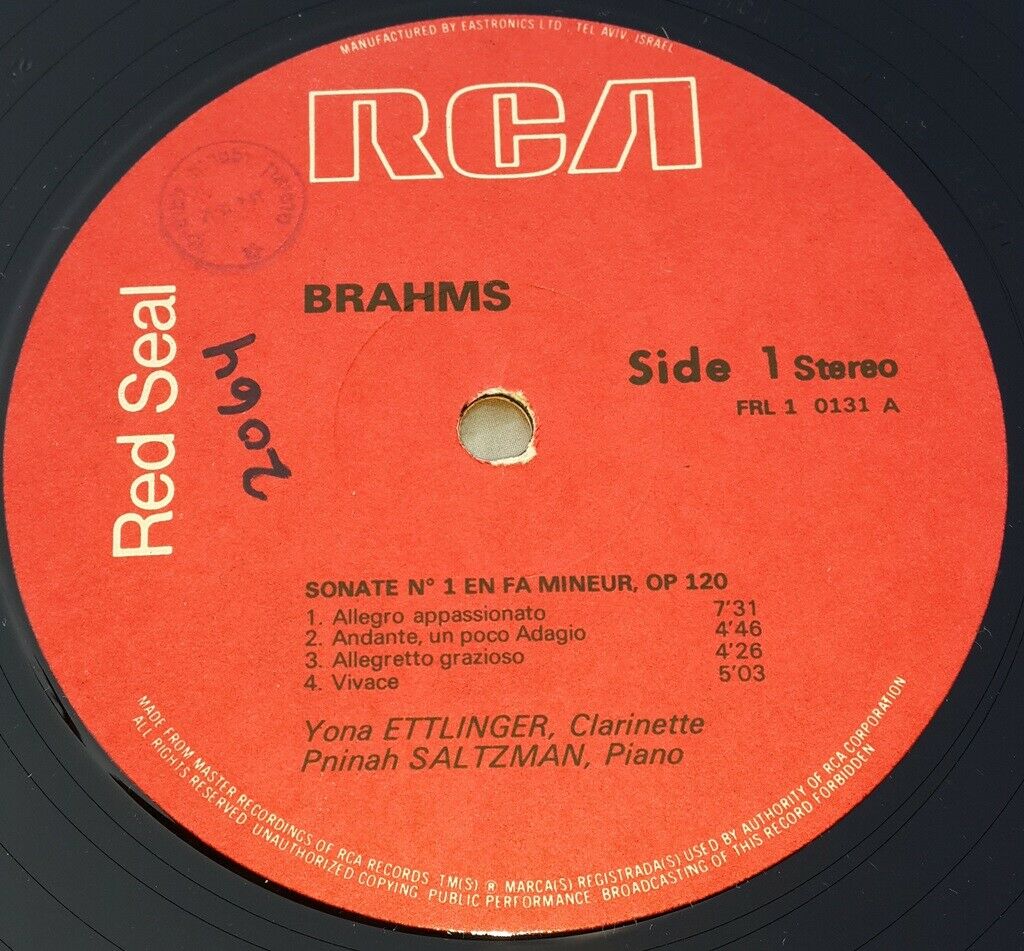 MANUFACTURED BY EASTRONICS LTD., TEL AVIV, ISRAEL
RCA
Red Seal
BRAHMS
2064
Side 1 Stereo
FRL 1 0131 A
SONATE N° 1 EN FA MINEUR, OP 120
1. Allegro appassionato 7'31
2. Andante, un poco Adagio 4'46
3. Allegretto grazioso 4'26
4. Vivace 5'03
Yona ETTLINGER, Clarinette
Pninah SALTZMAN, Piano
MADE FROM MASTER RECORDINGS OF RCA RECORDS. TM(S) ® MARCA(S) REGISTRADA(S) USED BY AUTHORITY OF RCA CORPORATION
ALL RIGHTS RESERVED. UNAUTHORIZED COPYING. PUBLIC PERFORMANCE. BROADCASTING OF THIS RECORD FORBIDDEN